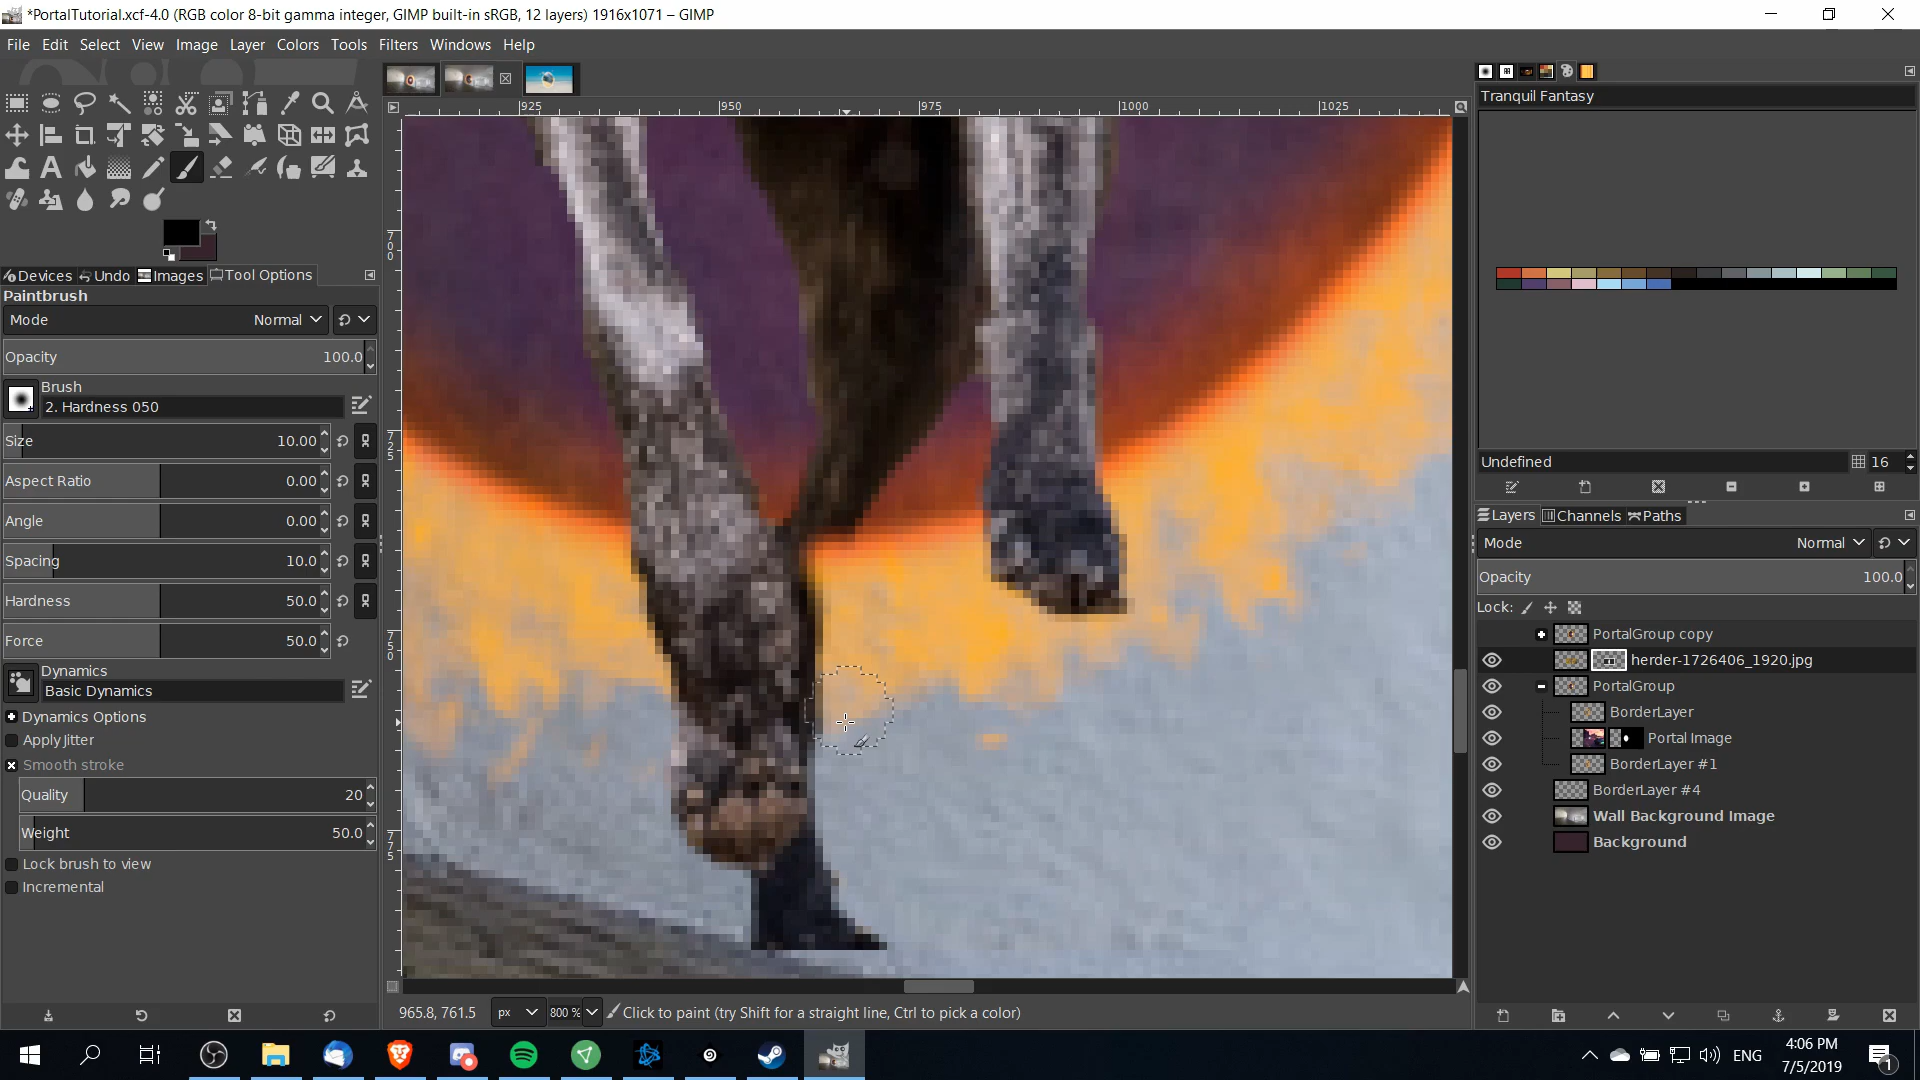 *PortalTutorial.xcf-4.0 (RGB color 8-bit gamma integer, GIMP built-in sRGB, 12 layers) 1916x1071 – GIMP
File Edit Select View Image Layer Colors Tools Filters Windows Help
Tranquil Fantasy
925 950 975 1000 1025
700
725
750
775
Devices Undo Images Tool Options
Paintbrush
Mode Normal
Opacity 100.0
Brush
2. Hardness 050
Size 10.00
Aspect Ratio 0.00
Angle 0.00
Spacing 10.0
Hardness 50.0
Force 50.0
Dynamics
Basic Dynamics
Dynamics Options
Apply Jitter
Smooth stroke
Quality 20
Weight 50.0
Lock brush to view
Incremental
Undefined 16
Layers Channels Paths
Mode Normal
Opacity 100.0
Lock:
PortalGroup copy
herder-1726406_1920.jpg
PortalGroup
BorderLayer
Portal Image
BorderLayer #1
BorderLayer #4
Wall Background Image
Background
965.8, 761.5 px 800 % Click to paint (try Shift for a straight line, Ctrl to pick a color)
ENG 4:06 PM
7/5/2019
1